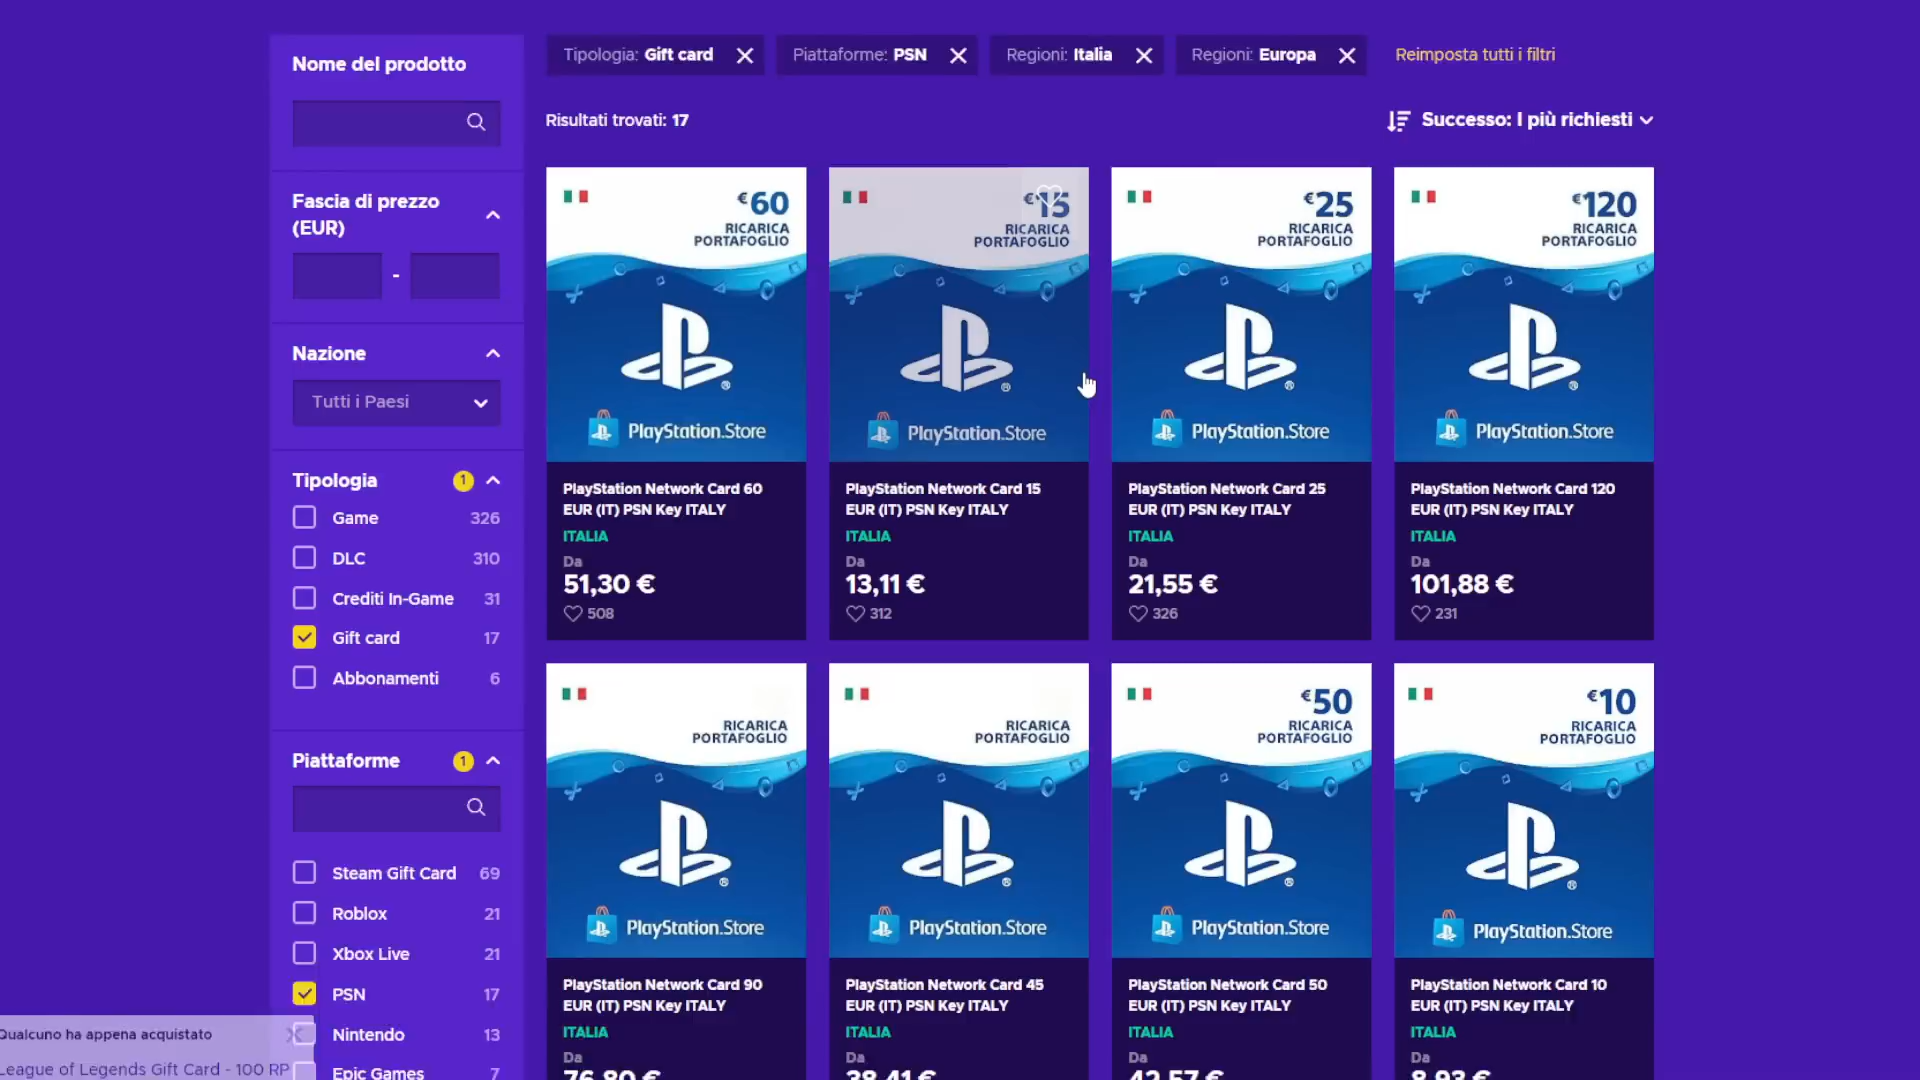 Nome del prodotto
Fascia di prezzo
(EUR)
-
Nazione
Tutti i Paesi
Tipologia 1
Game 326
DLC 310
Crediti In-Game 31
Gift card 17
Abbonamenti 6
Piattaforme 1
Steam Gift Card 69
Roblox 21
Xbox Live 21
PSN 17
Nintendo 13
Epic Games 7
Qualcuno ha appena acquistato
League of Legends Gift Card - 100 RP
Tipologia: Gift card
Piattaforme: PSN
Regioni: Italia
Regioni: Europa
Reimposta tutti i filtri
Risultati trovati: 17
Successo: I più richiesti
€60
RICARICA
PORTAFOGLIO
PlayStation.Store
PlayStation Network Card 60
EUR (IT) PSN Key ITALY
ITALIA
Da
51,30 €
508
€15
RICARICA
PORTAFOGLIO
PlayStation.Store
PlayStation Network Card 15
EUR (IT) PSN Key ITALY
ITALIA
Da
13,11 €
312
€25
RICARICA
PORTAFOGLIO
PlayStation.Store
PlayStation Network Card 25
EUR (IT) PSN Key ITALY
ITALIA
Da
21,55 €
326
€120
RICARICA
PORTAFOGLIO
PlayStation.Store
PlayStation Network Card 120
EUR (IT) PSN Key ITALY
ITALIA
Da
101,88 €
231
RICARICA
PORTAFOGLIO
PlayStation.Store
PlayStation Network Card 90
EUR (IT) PSN Key ITALY
ITALIA
Da
76,80 €
RICARICA
PORTAFOGLIO
PlayStation.Store
PlayStation Network Card 45
EUR (IT) PSN Key ITALY
ITALIA
Da
38,41 €
€50
RICARICA
PORTAFOGLIO
PlayStation.Store
PlayStation Network Card 50
EUR (IT) PSN Key ITALY
ITALIA
Da
42,57 €
€10
RICARICA
PORTAFOGLIO
PlayStation.Store
PlayStation Network Card 10
EUR (IT) PSN Key ITALY
ITALIA
Da
8,93 €